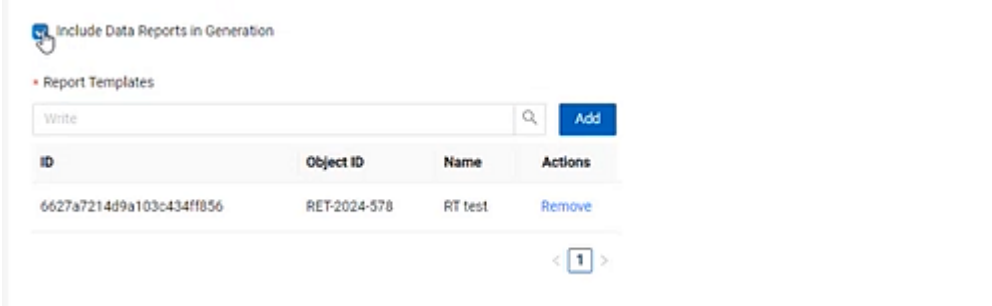 Include Data Reports in Generation
* Report Templates
Write
Add
ID Object ID Name Actions
6627a7214d9a103c434ff856 RET-2024-578 RT test Remove
< 1 >